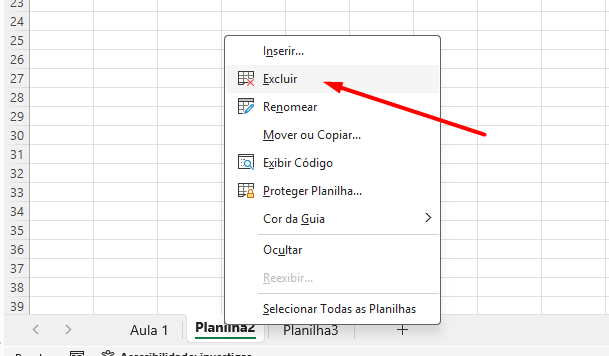 23
24
25
26
27
28
29
30
31
32
33
34
35
36
37
38
39
Inserir...
Excluir
Renomear
Mover ou Copiar...
Exibir Código
Proteger Planilha...
Cor da Guia
Ocultar
Reexibir...
Selecionar Todas as Planilhas
Aula 1 Planilha2 Planilha3 +
Acessibilidade: investigar